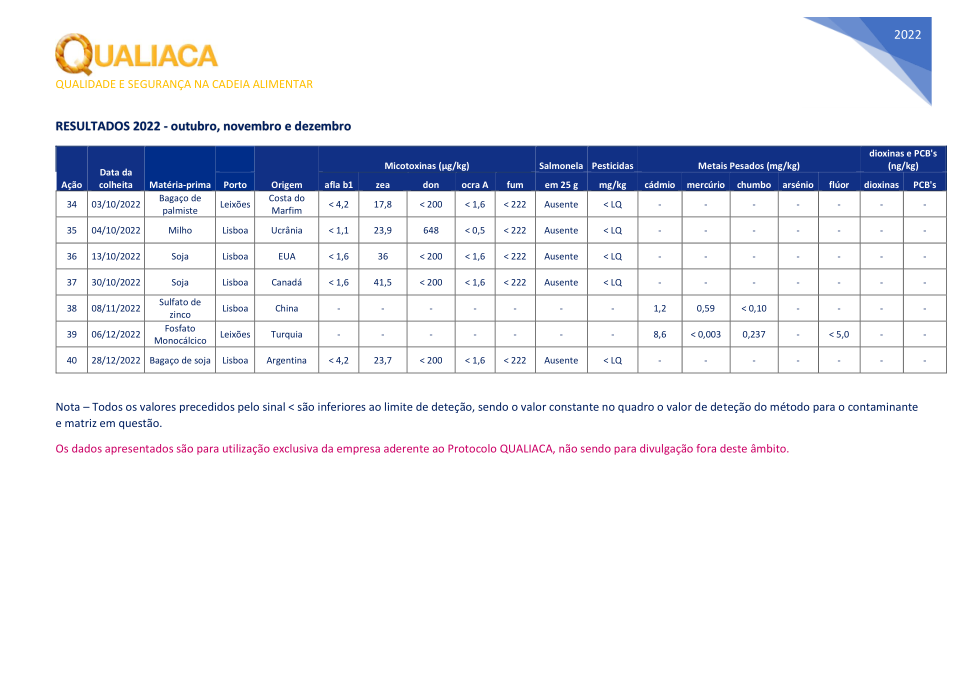 2022
QUALIACA
QUALIDADE E SEGURANÇA NA CADEIA ALIMENTAR
RESULTADOS 2022 - outubro, novembro e dezembro
Ação Data da colheita Matéria-prima Porto Origem Micotoxinas (µg/kg) Salmonela Pesticidas Metais Pesados (mg/kg) dioxinas e PCB's (ng/kg)
afla b1 zea don ocra A fum em 25 g mg/kg cádmio mercúrio chumbo arsénio flúor dioxinas PCB's
34 03/10/2022 Bagaço de palmiste Leixões Costa do Marfim < 4,2 17,8 < 200 < 1,6 < 222 Ausente < LQ - - - - - - -
35 04/10/2022 Milho Lisboa Ucrânia < 1,1 23,9 648 < 0,5 < 222 Ausente < LQ - - - - - - -
36 13/10/2022 Soja Lisboa EUA < 1,6 36 < 200 < 1,6 < 222 Ausente < LQ - - - - - - -
37 30/10/2022 Soja Lisboa Canadá < 1,6 41,5 < 200 < 1,6 < 222 Ausente < LQ - - - - - - -
38 08/11/2022 Sulfato de zinco Lisboa China - - - - - - - 1,2 0,59 < 0,10 - - - -
39 06/12/2022 Fosfato Monocálcico Leixões Turquia - - - - - - - 8,6 < 0,003 0,237 - < 5,0 - -
40 28/12/2022 Bagaço de soja Lisboa Argentina < 4,2 23,7 < 200 < 1,6 < 222 Ausente < LQ - - - - - - -
Nota – Todos os valores precedidos pelo sinal < são inferiores ao limite de deteção, sendo o valor constante no quadro o valor de deteção do método para o contaminante
e matriz em questão.
Os dados apresentados são para utilização exclusiva da empresa aderente ao Protocolo QUALIACA, não sendo para divulgação fora deste âmbito.